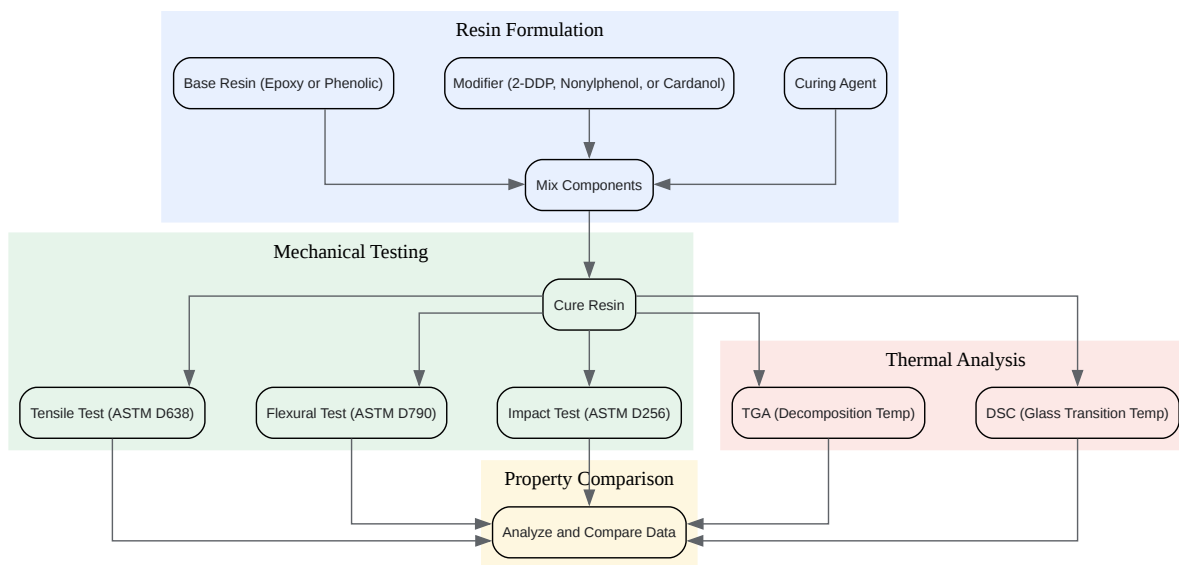 Resin Formulation
Base Resin (Epoxy or Phenolic)
Modifier (2-DDP, Nonylphenol, or Cardanol)
Curing Agent
Mix Components
Mechanical Testing
Cure Resin
Thermal Analysis
Tensile Test (ASTM D638)
Flexural Test (ASTM D790)
Impact Test (ASTM D256)
TGA (Decomposition Temp)
DSC (Glass Transition Temp)
Property Comparison
Analyze and Compare Data